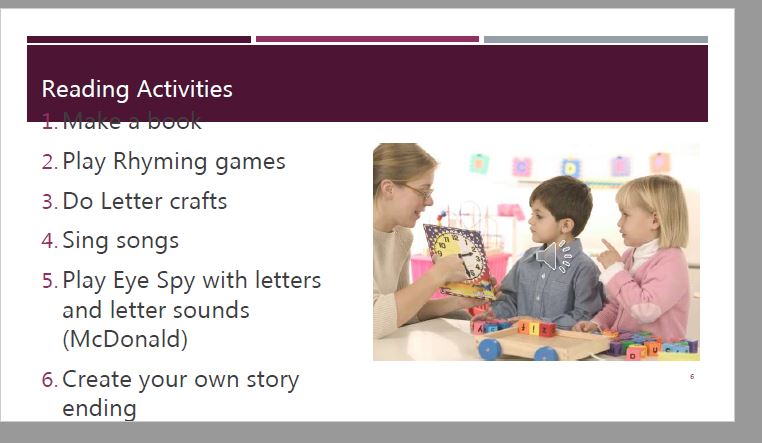 Reading Activities
1. Make a book
2. Play Rhyming games
3. Do Letter crafts
4. Sing songs
5. Play Eye Spy with letters
and letter sounds
(McDonald)
6. Create your own story
ending
6